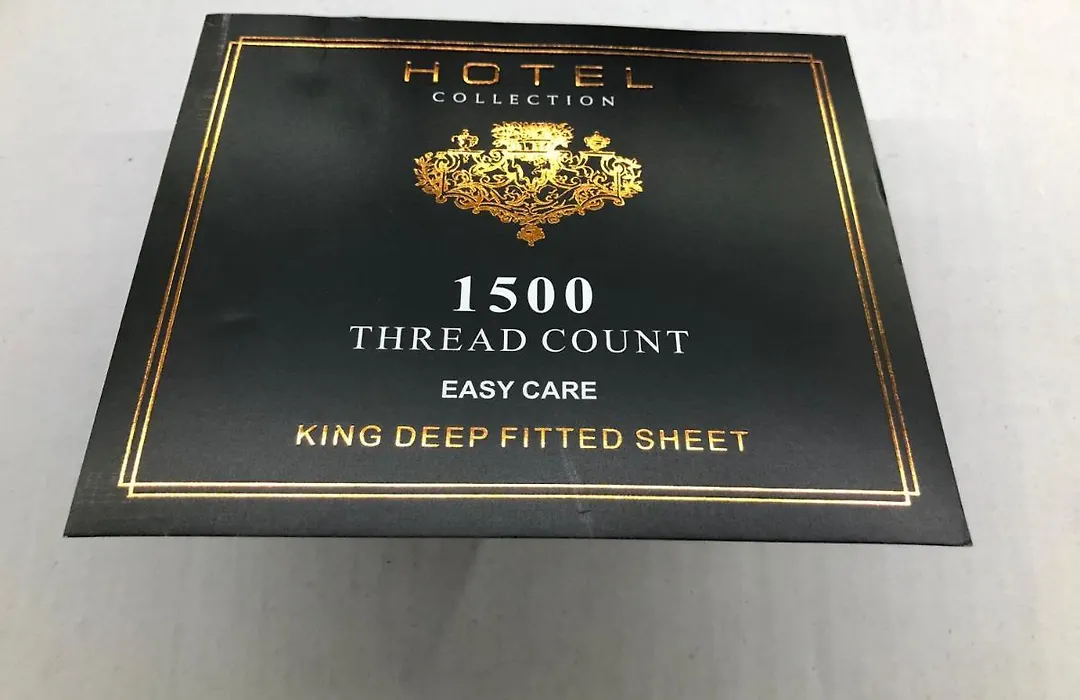 HOTEL
COLLECTION
1500
THREAD COUNT
EASY CARE
KING DEEP FITTED SHEET